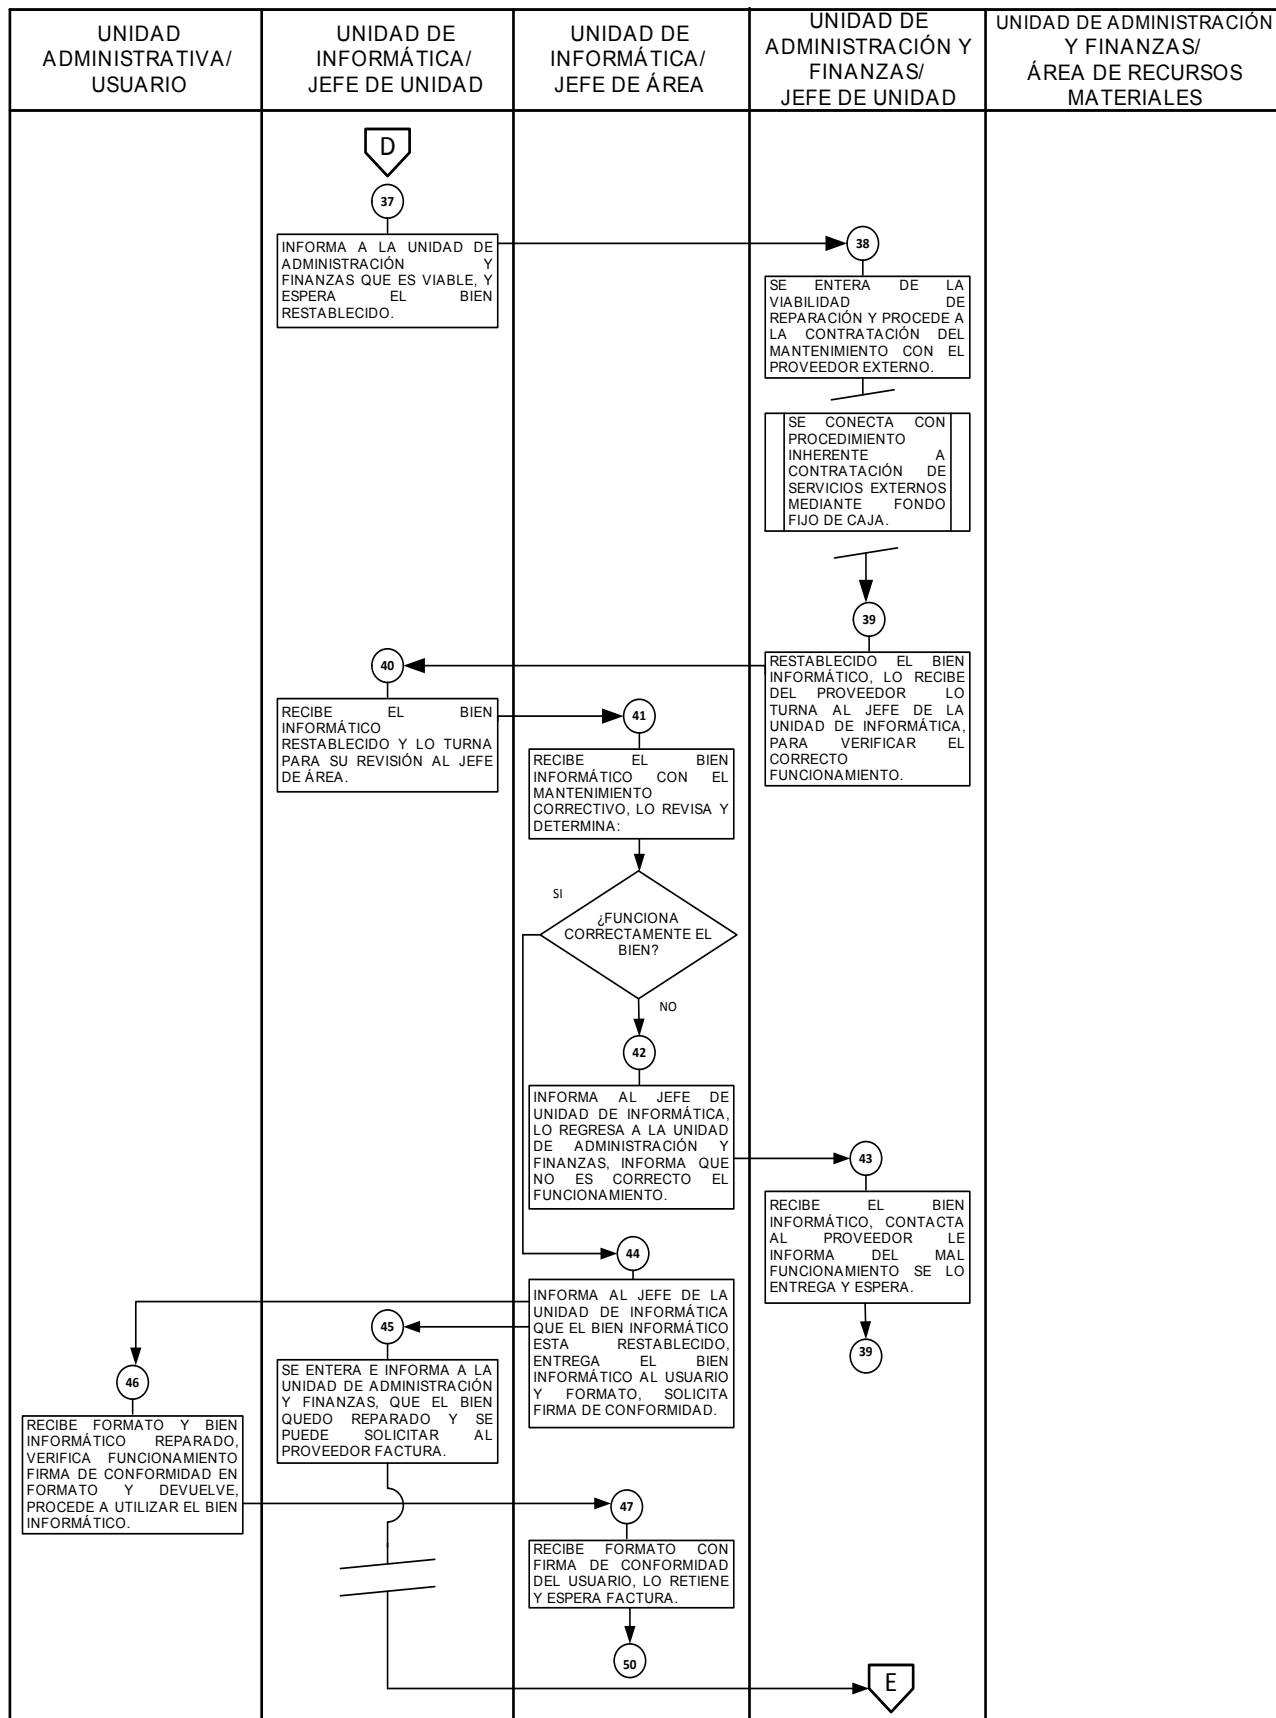 UNIDAD
ADMINISTRATIVA/
USUARIO
UNIDAD DE
INFORMÁTICA/
JEFE DE UNIDAD
UNIDAD DE
INFORMÁTICA/
JEFE DE ÁREA
UNIDAD DE
ADMINISTRACIÓN Y
FINANZAS/
JEFE DE UNIDAD
UNIDAD DE ADMINISTRACIÓN
Y FINANZAS/
ÁREA DE RECURSOS
MATERIALES
D
37
INFORMA A LA UNIDAD DE
ADMINISTRACIÓN Y
FINANZAS QUE ES VIABLE, Y
ESPERA EL BIEN
RESTABLECIDO.
38
SE ENTERA DE LA
VIABILIDAD DE
REPARACIÓN Y PROCEDE A
LA CONTRATACIÓN DEL
MANTENIMIENTO CON EL
PROVEEDOR EXTERNO.
SE CONECTA CON
PROCEDIMIENTO
INHERENTE A
CONTRATACIÓN DE
SERVICIOS EXTERNOS
MEDIANTE FONDO
FIJO DE CAJA.
39
RESTABLECIDO EL BIEN
INFORMÁTICO, LO RECIBE
DEL PROVEEDOR LO
TURNA AL JEFE DE LA
UNIDAD DE INFORMÁTICA,
PARA VERIFICAR EL
CORRECTO
FUNCIONAMIENTO.
40
RECIBE EL BIEN
INFORMÁTICO
RESTABLECIDO Y LO TURNA
PARA SU REVISIÓN AL JEFE
DE ÁREA.
41
RECIBE EL BIEN
INFORMÁTICO CON EL
MANTENIMIENTO
CORRECTIVO, LO REVISA Y
DETERMINA:
SI
¿FUNCIONA
CORRECTAMENTE EL
BIEN?
NO
42
INFORMA AL JEFE DE
UNIDAD DE INFORMÁTICA,
LO REGRESA A LA UNIDAD
DE ADMINISTRACIÓN Y
FINANZAS, INFORMA QUE
NO ES CORRECTO EL
FUNCIONAMIENTO.
43
RECIBE EL BIEN
INFORMÁTICO, CONTACTA
AL PROVEEDOR LE
INFORMA DEL MAL
FUNCIONAMIENTO SE LO
ENTREGA Y ESPERA.
39
44
INFORMA AL JEFE DE LA
UNIDAD DE INFORMÁTICA
QUE EL BIEN INFORMÁTICO
ESTA RESTABLECIDO,
ENTREGA EL BIEN
INFORMÁTICO AL USUARIO
Y FORMATO, SOLICITA
FIRMA DE CONFORMIDAD.
45
SE ENTERA E INFORMA A LA
UNIDAD DE ADMINISTRACIÓN
Y FINANZAS, QUE EL BIEN
QUEDO REPARADO Y SE
PUEDE SOLICITAR AL
PROVEEDOR FACTURA.
46
RECIBE FORMATO Y BIEN
INFORMÁTICO REPARADO,
VERIFICA FUNCIONAMIENTO
FIRMA DE CONFORMIDAD EN
FORMATO Y DEVUELVE,
PROCEDE A UTILIZAR EL BIEN
INFORMÁTICO.
47
RECIBE FORMATO CON
FIRMA DE CONFORMIDAD
DEL USUARIO, LO RETIENE
Y ESPERA FACTURA.
50
E